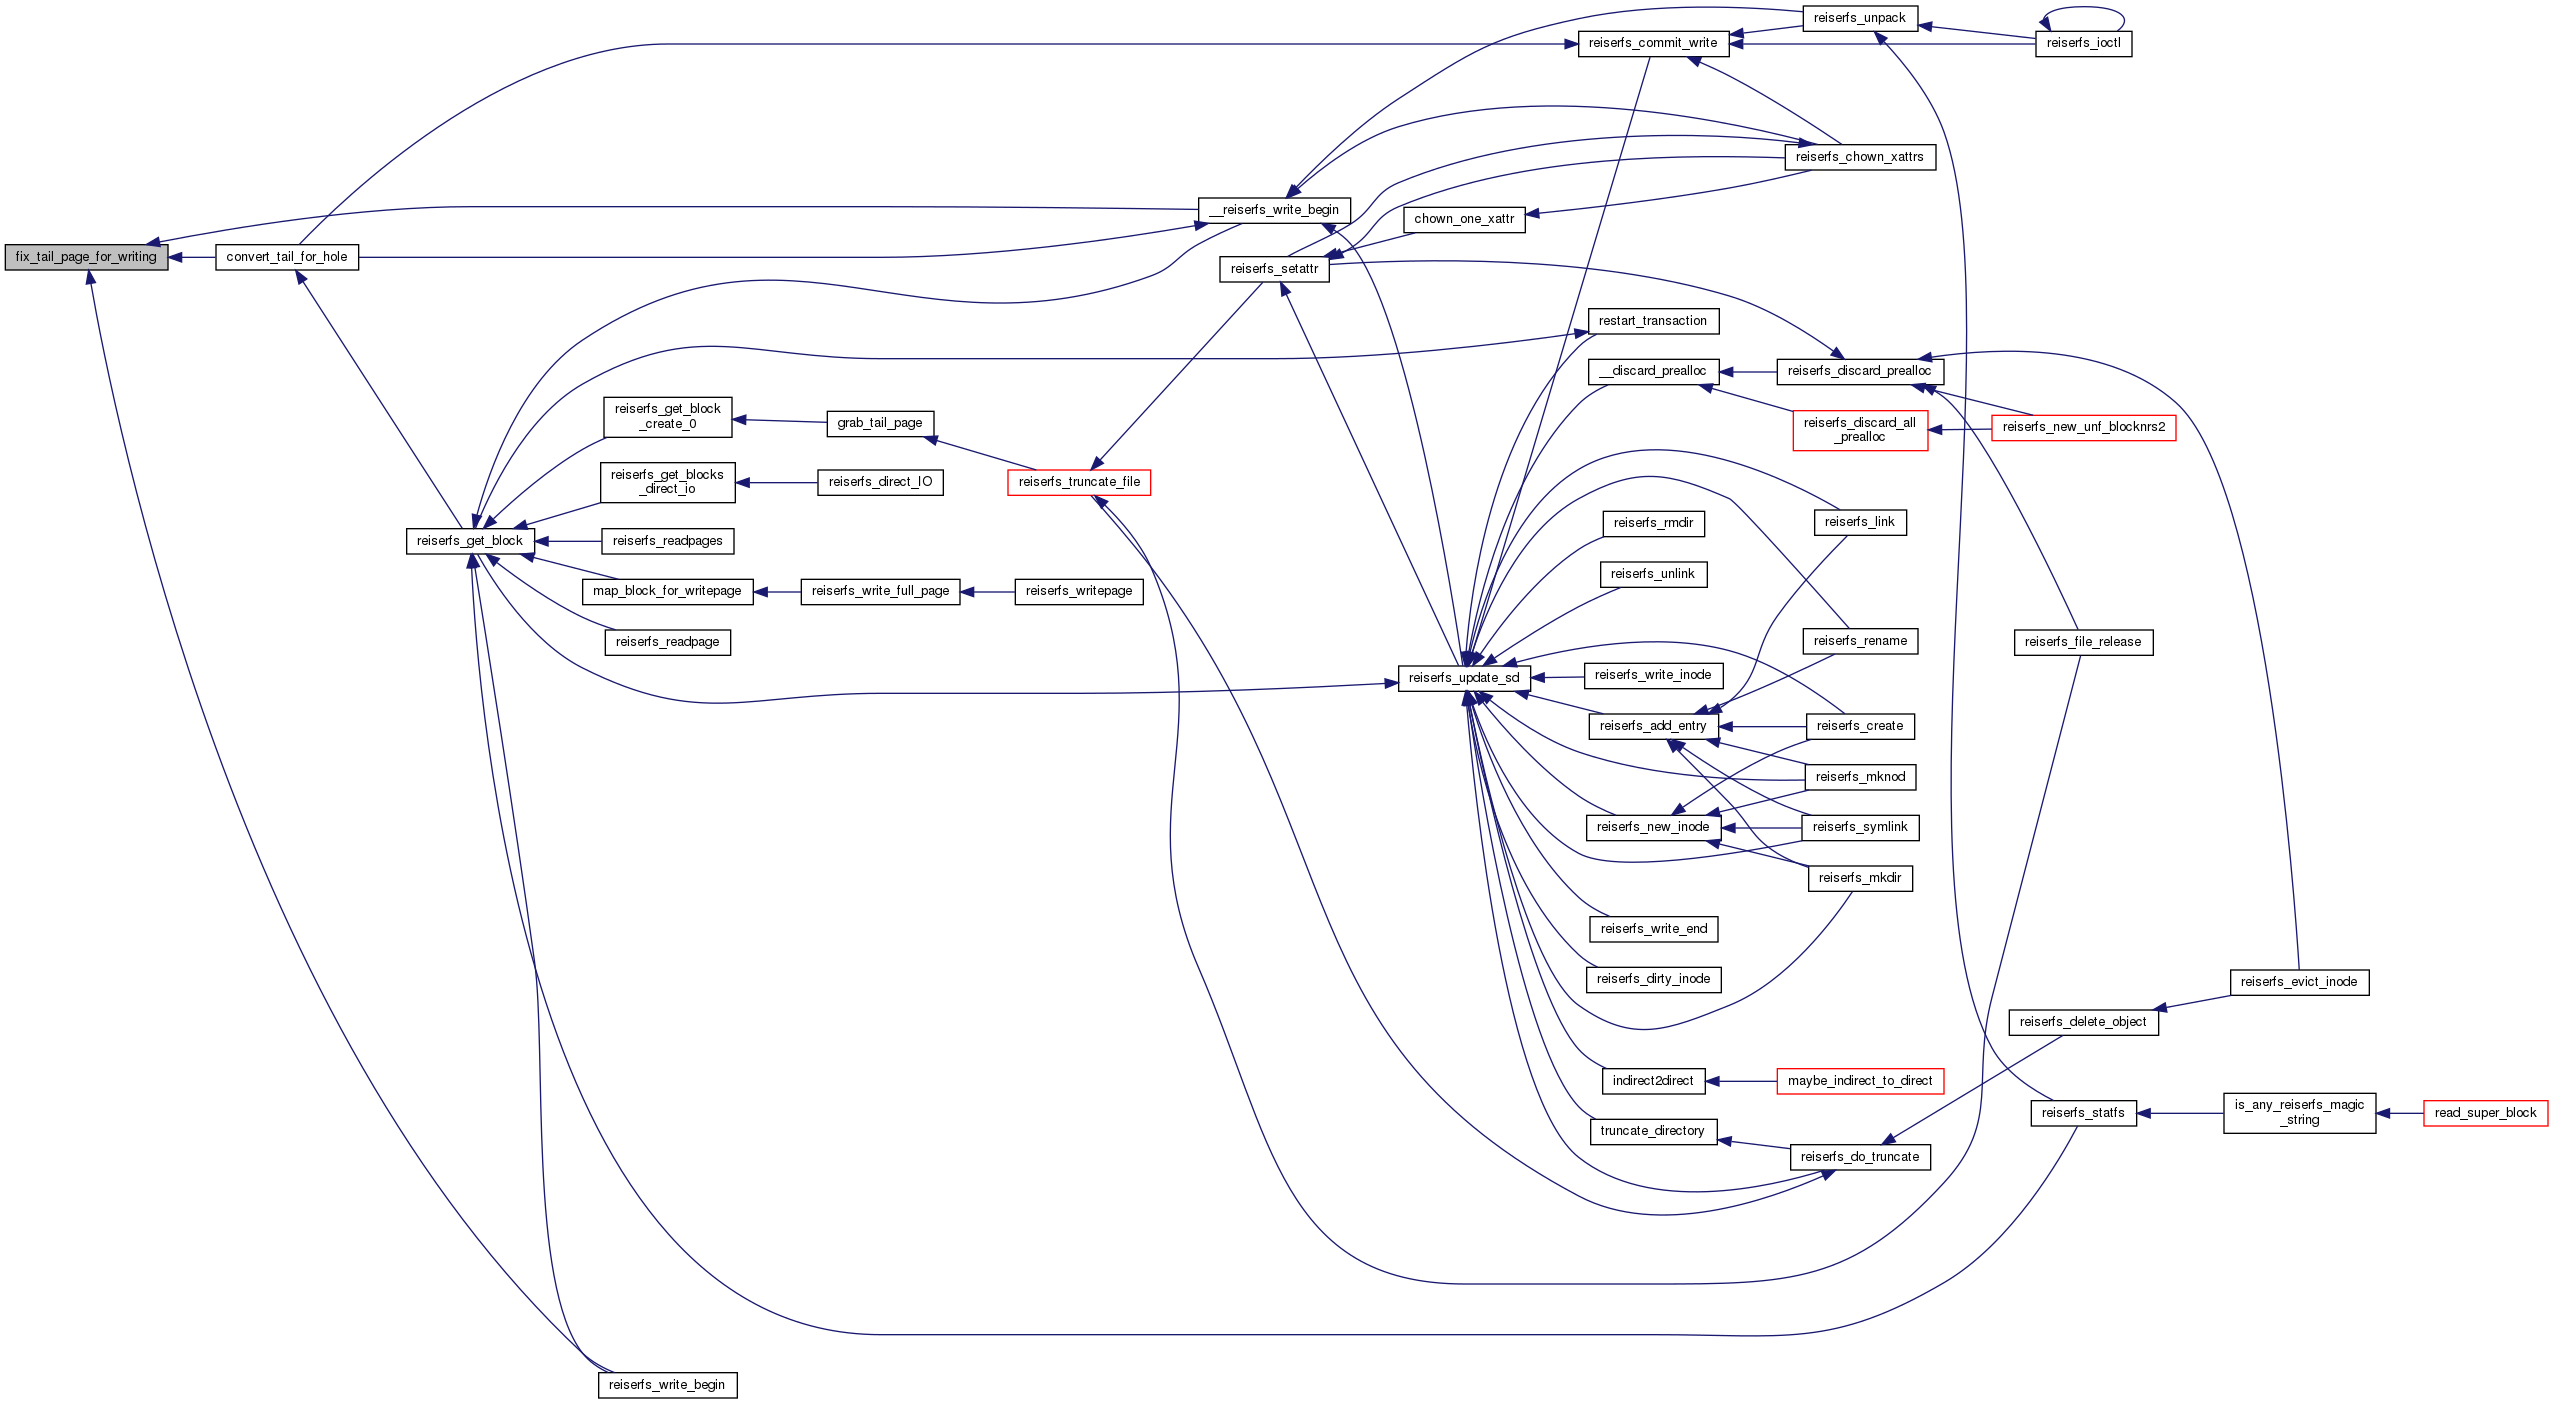 fix_tail_page_for_writing
convert_tail_for_hole
reiserfs_get_block
reiserfs_get_block
_create_0
reiserfs_get_blocks
_direct_io
reiserfs_readpages
map_block_for_writepage
reiserfs_readpage
reiserfs_write_begin
grab_tail_page
reiserfs_direct_IO
reiserfs_write_full_page
reiserfs_truncate_file
reiserfs_writepage
__reiserfs_write_begin
reiserfs_setattr
chown_one_xattr
reiserfs_update_sd
reiserfs_commit_write
restart_transaction
__discard_prealloc
reiserfs_rmdir
reiserfs_unlink
reiserfs_write_inode
reiserfs_add_entry
reiserfs_new_inode
reiserfs_write_end
reiserfs_dirty_inode
indirect2direct
truncate_directory
reiserfs_unpack
reiserfs_chown_xattrs
reiserfs_discard_prealloc
reiserfs_discard_all
_prealloc
reiserfs_link
reiserfs_rename
reiserfs_create
reiserfs_mknod
reiserfs_symlink
reiserfs_mkdir
maybe_indirect_to_direct
reiserfs_do_truncate
reiserfs_ioctl
reiserfs_new_unf_blocknrs2
reiserfs_file_release
reiserfs_delete_object
reiserfs_statfs
reiserfs_evict_inode
is_any_reiserfs_magic
_string
read_super_block